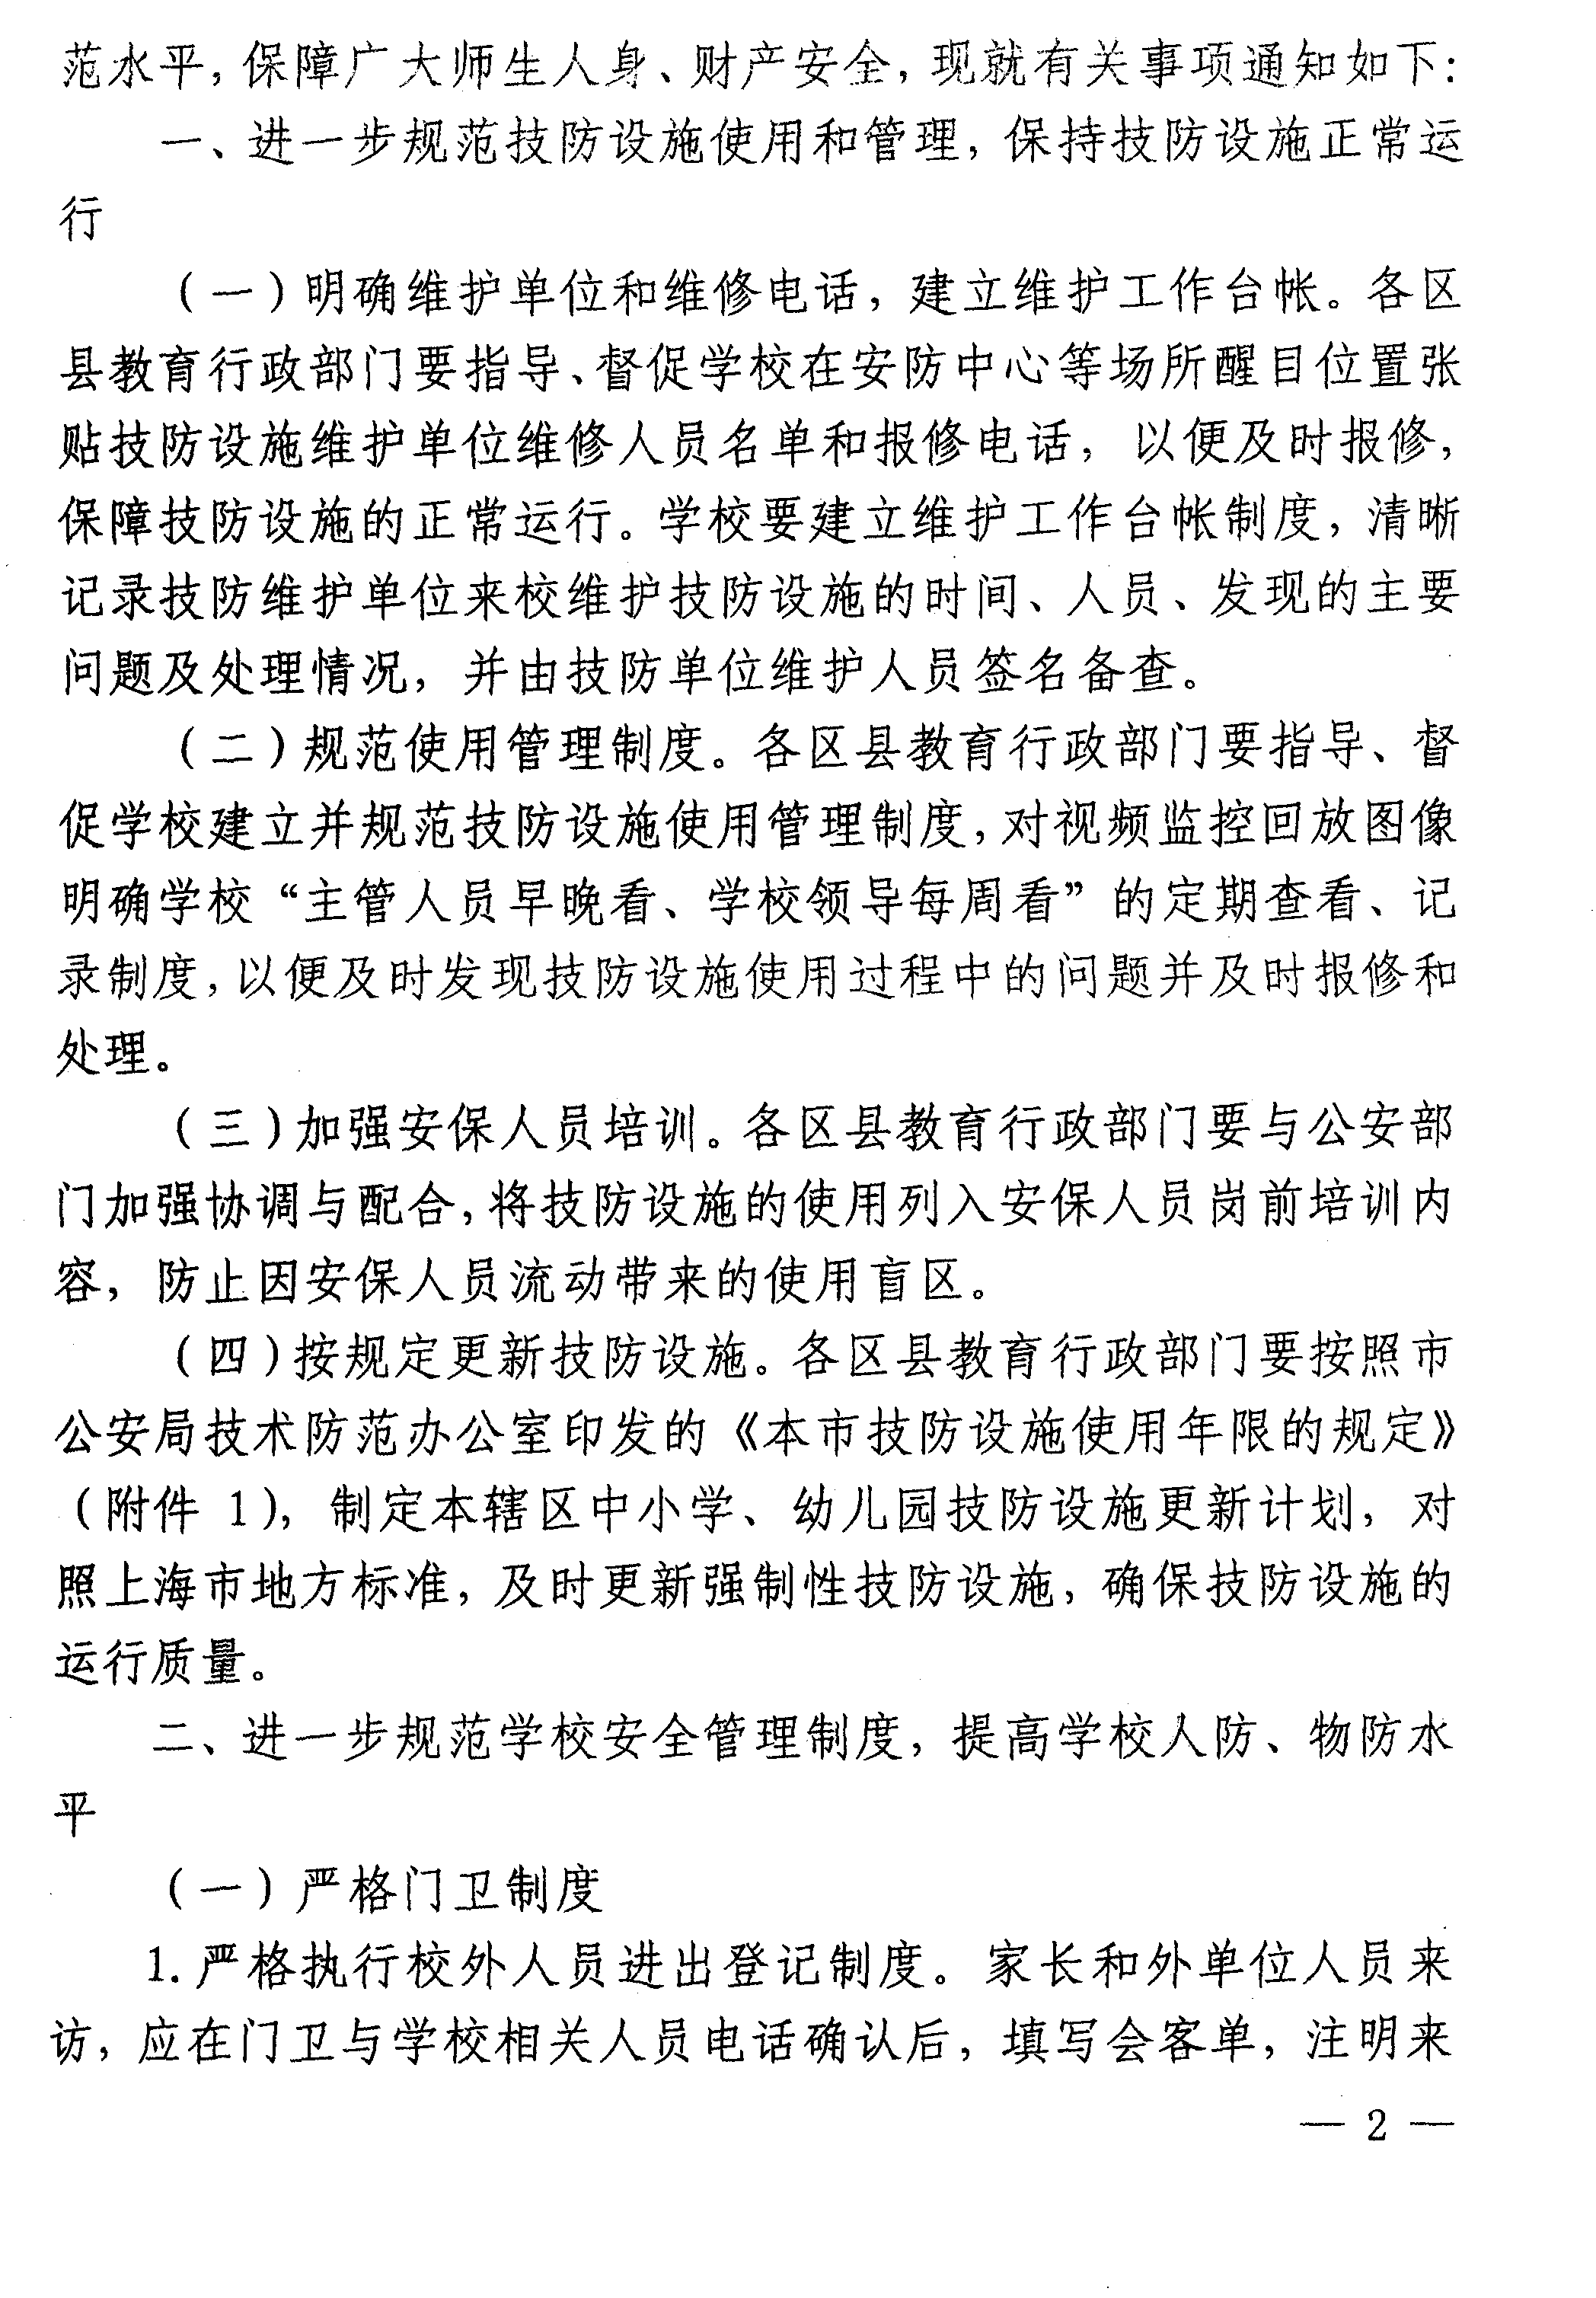 范水平,保障广大师生人身、财产安全,现就有关事项通知如下:
一、进一步规范技防设施使用和管理,保持技防设施正常运
行
(一)明确维护单位和维修电话,建立维护工作台帐。各区
县教育行政部门要指导、督促学校在安防中心等场所醒目位置张
贴技防设施维护单位维修人员名单和报修电话,以便及时报修,
保障技防设施的正常运行。学校要建立维护工作台帐制度,清晰
记录技防维护单位来校维护技防设施的时间、人员、发现的主要
问题及处理情况,并由技防单位维护人员签名备查。
(二)规范使用管理制度。各区县教育行政部门要指导、督
促学校建立并规范技防设施使用管理制度,对视频监控回放图像
明确学校“主管人员早晚看、学校领导每周看”的定期查看、记
录制度,以便及时发现技防设施使用过程中的问题并及时报修和
处理。
(三)加强安保人员培训。各区县教育行政部门要与公安部
门加强协调与配合,将技防设施的使用列入安保人员岗前培训内
容,防止因安保人员流动带来的使用盲区。
(四)按规定更新技防设施。各区县教育行政部门要按照市
公安局技术防范办公室印发的《本市技防设施使用年限的规定》
(附件 1),制定本辖区中小学、幼儿园技防设施更新计划,对
照上海市地方标准,及时更新强制性技防设施,确保技防设施的
运行质量。
二、进一步规范学校安全管理制度,提高学校人防、物防水
平
(一)严格门卫制度
1.严格执行校外人员进出登记制度。家长和外单位人员来
访,应在门卫与学校相关人员电话确认后,填写会客单,注明来
— 2 —